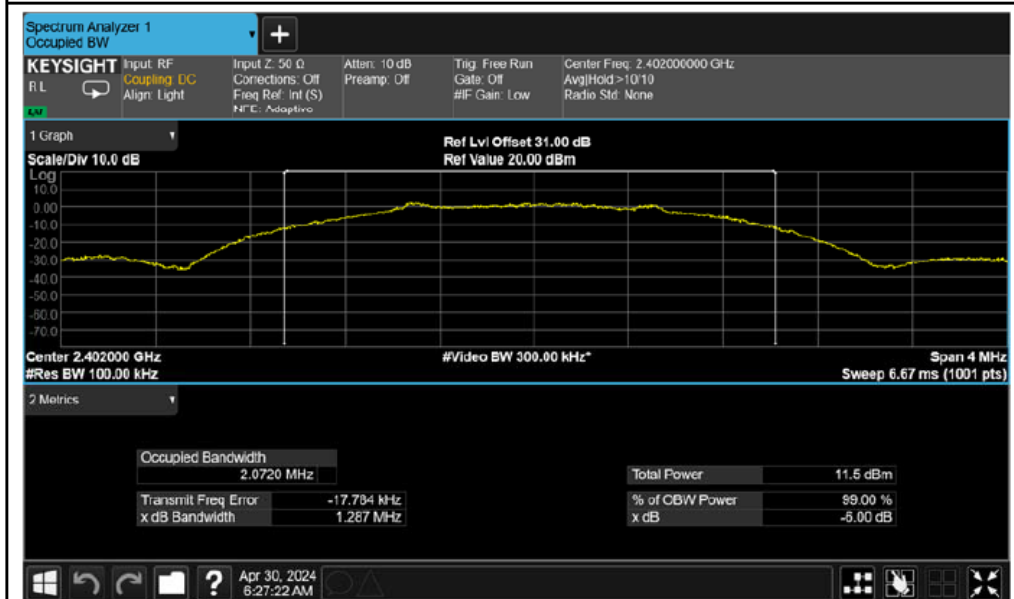 Spectrum Analyzer 1
Occupied BW
KEYSIGHT Input: RF Input Z: 50 Ω Atten: 10 dB Trig: Free Run Center Freq: 2.402000000 GHz
RL Coupling: DC Corrections: Off Preamp: Off Gate: Off Avg|Hold:>10/10
Align: Light Freq Ref: Int (S) #IF Gain: Low Radio Std: None
NFE: Adaptive
1 Graph
Ref Lvl Offset 31.00 dB
Scale/Div 10.0 dB Ref Value 20.00 dBm
Log
10.0
0.00
-10.0
-20.0
-30.0
-40.0
-50.0
-60.0
-70.0
Center 2.402000 GHz #Video BW 300.00 kHz* Span 4 MHz
#Res BW 100.00 kHz Sweep 6.67 ms (1001 pts)
2 Metrics
Occupied Bandwidth
2.0720 MHz Total Power 11.5 dBm
Transmit Freq Error -17.784 kHz % of OBW Power 99.00 %
x dB Bandwidth 1.287 MHz x dB -6.00 dB
Apr 30, 2024
6:27:22 AM